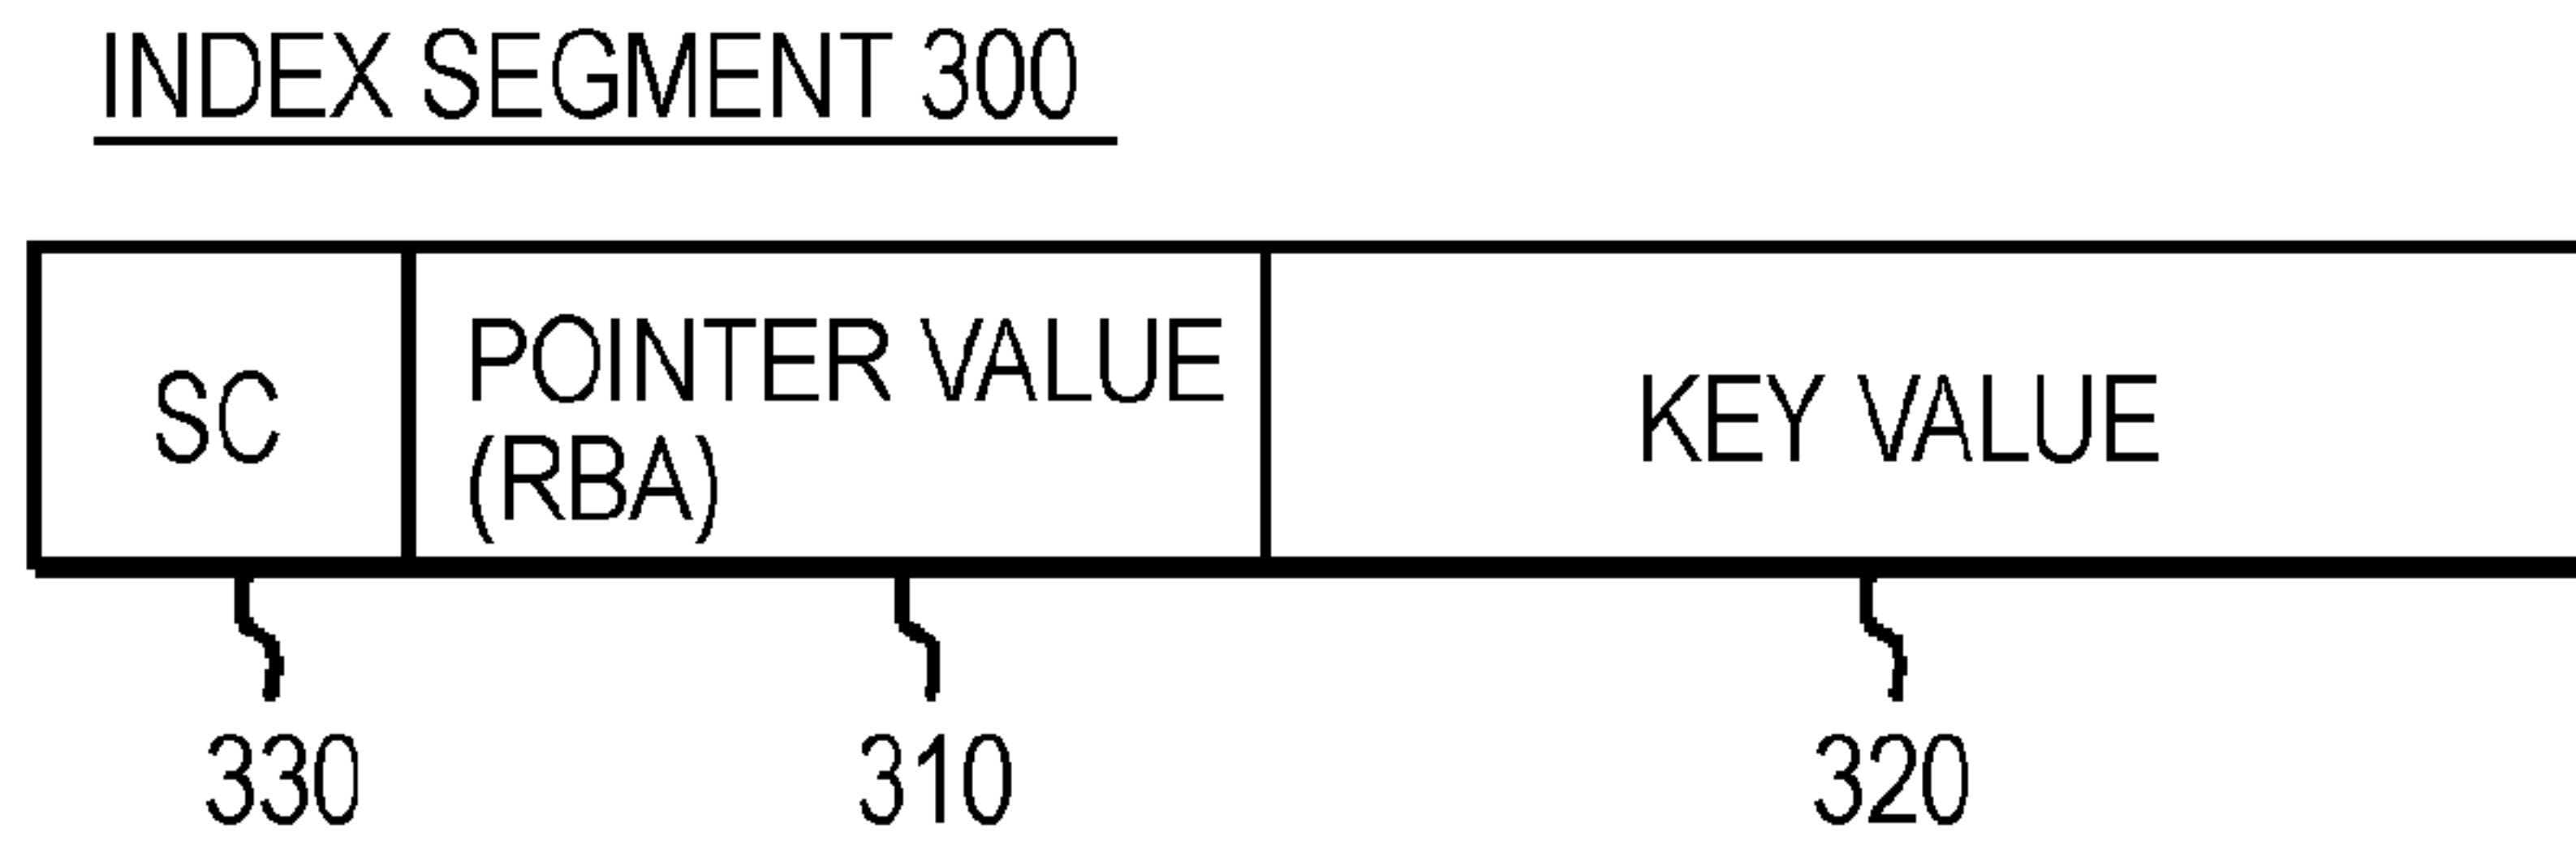 INDEX SEGMENT 300
SC
POINTER VALUE
(RBA)
KEY VALUE
330
310
320